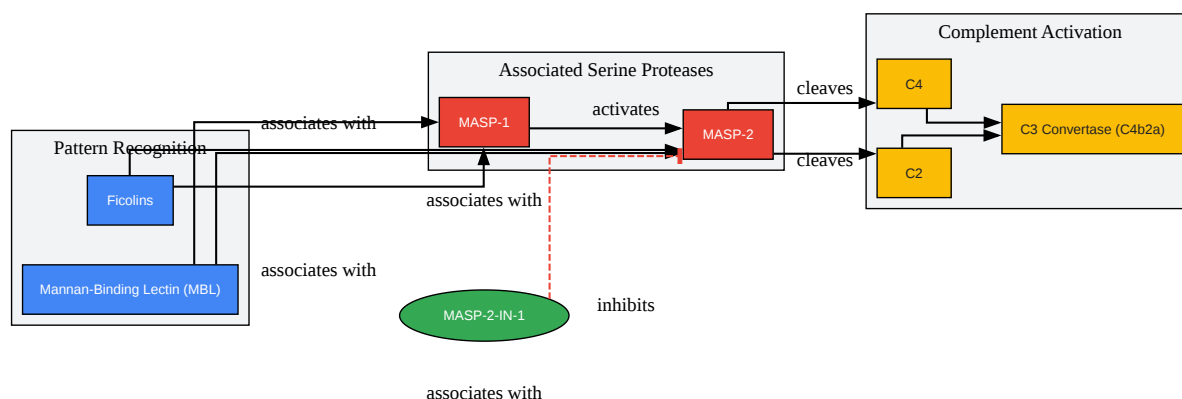 Complement Activation
Associated Serine Proteases
cleaves
C4
MASP-1
activates
associates with
MASP-2
C3 Convertase (C4b2a)
Pattern Recognition
cleaves
C2
Ficolins
associates with
associates with
Mannan-Binding Lectin (MBL)
inhibits
MASP-2-IN-1
associates with